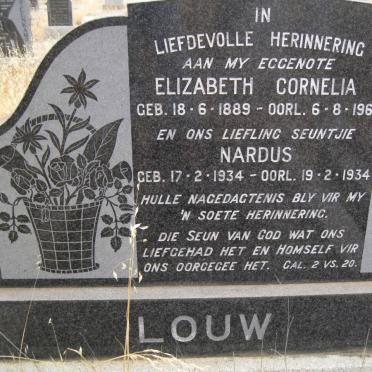 IN
LIEFDEVOLLE HERINNERING
AAN MY EGGENOTE
ELIZABETH CORNELIA
GEB. 18-6-1889 - OORL. 6-8-196
EN ONS LIEFLING SEUNTJIE
NARDUS
GEB. 17-2-1934 - OORL. 19-2-1934
HULLE NAGEDAGTENIS BLY VIR MY
'N SOETE HERINNERING.
DIE SEUN VAN GOD WAT ONS
LIEFGEHAD HET EN HOMSELF VIR
ONS OORGEGEE HET. GAL. 2 VS. 20.
LOUW